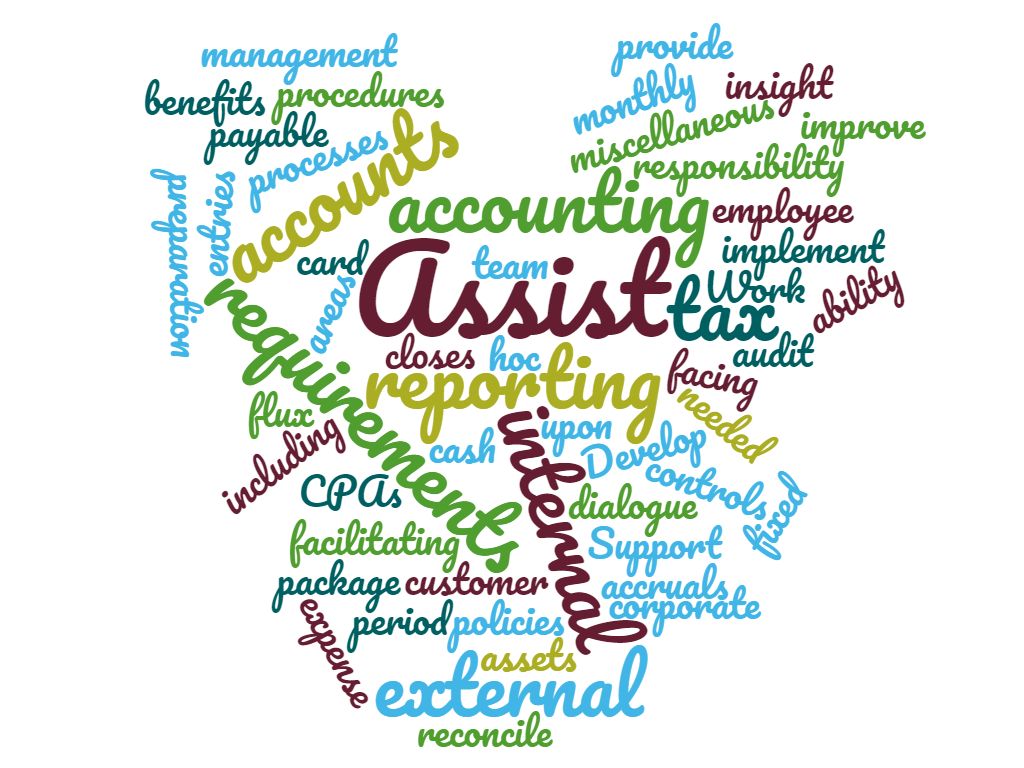 management
provide
benefits
procedures
monthly
insight
payable
miscellaneous
improve
processes
accounts
responsibility
preparation
entries
accounting
employee
card
team
implement
Assist
Work
ability
areas
tax
requirements
closes
hoc
audit
reporting
facing
flux
needed
including
cash
upon
Develop
internal
controls
CPAs
dialogue
fixed
facilitating
Support
package
customer
accruals
corporate
expense
period
policies
assets
external
reconcile